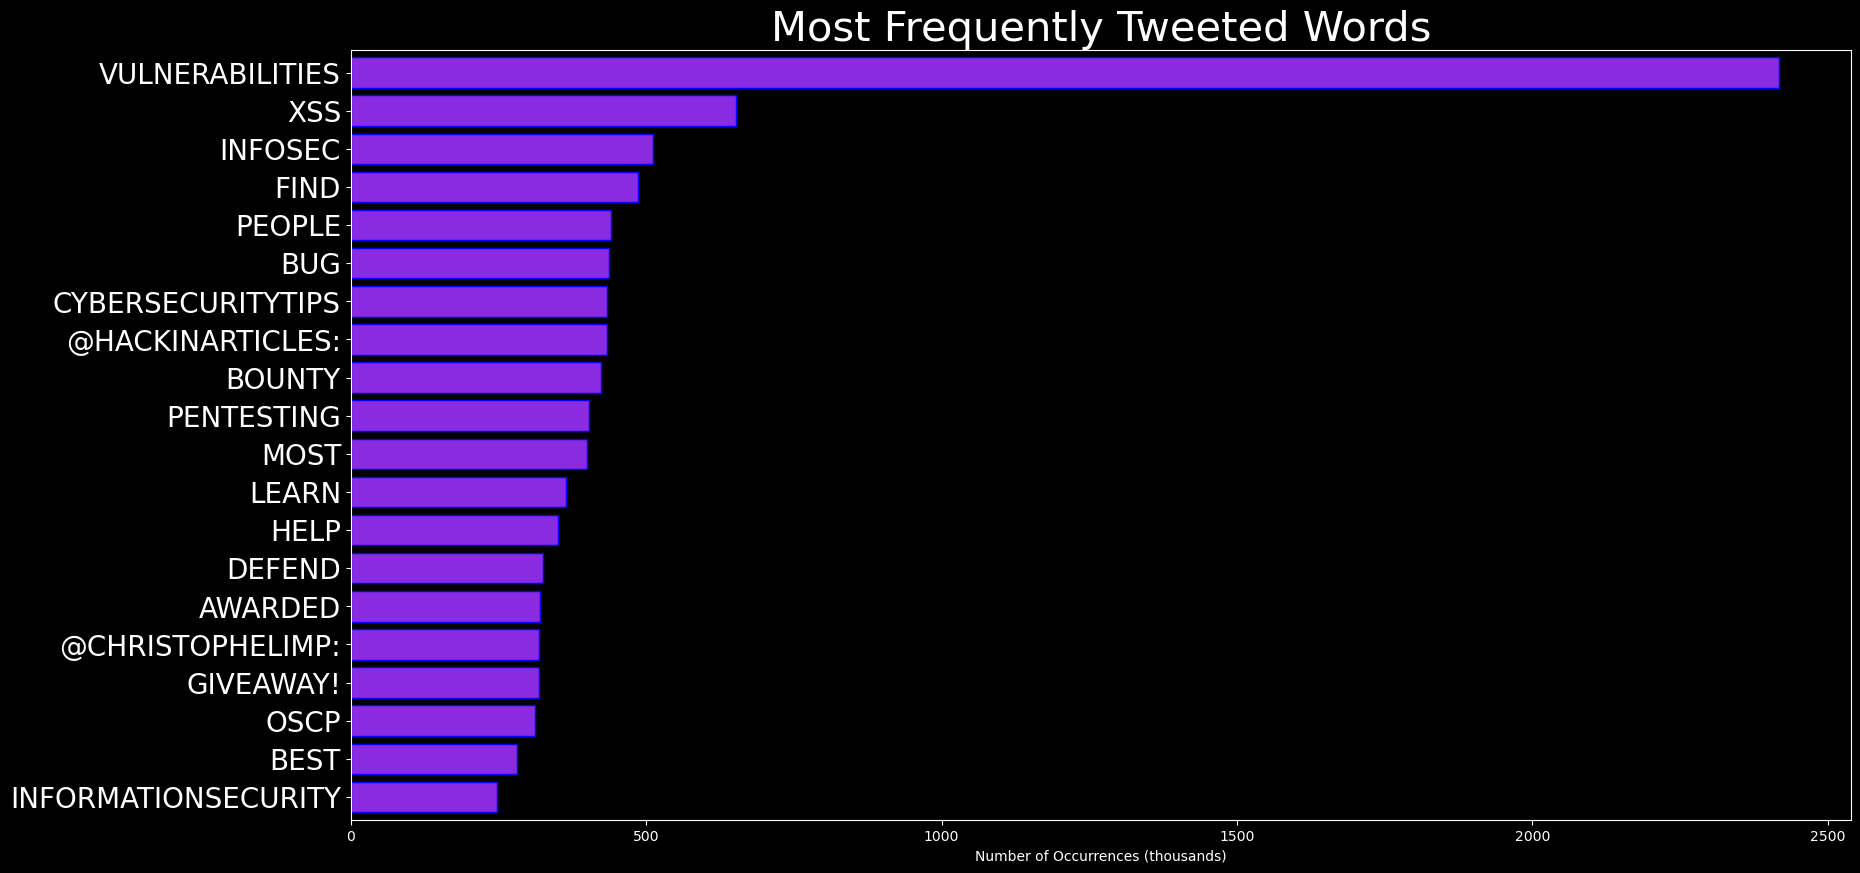 Most Frequently Tweeted Words
VULNERABILITIES
XSS
INFOSEC
FIND
PEOPLE
BUG
CYBERSECURITYTIPS
@HACKINARTICLES:
BOUNTY
PENTESTING
MOST
LEARN
HELP
DEFEND
AWARDED
@CHRISTOPHELIMP:
GIVEAWAY!
OSCP
BEST
INFORMATIONSECURITY
0 500 1000 1500 2000 2500
Number of Occurrences (thousands)